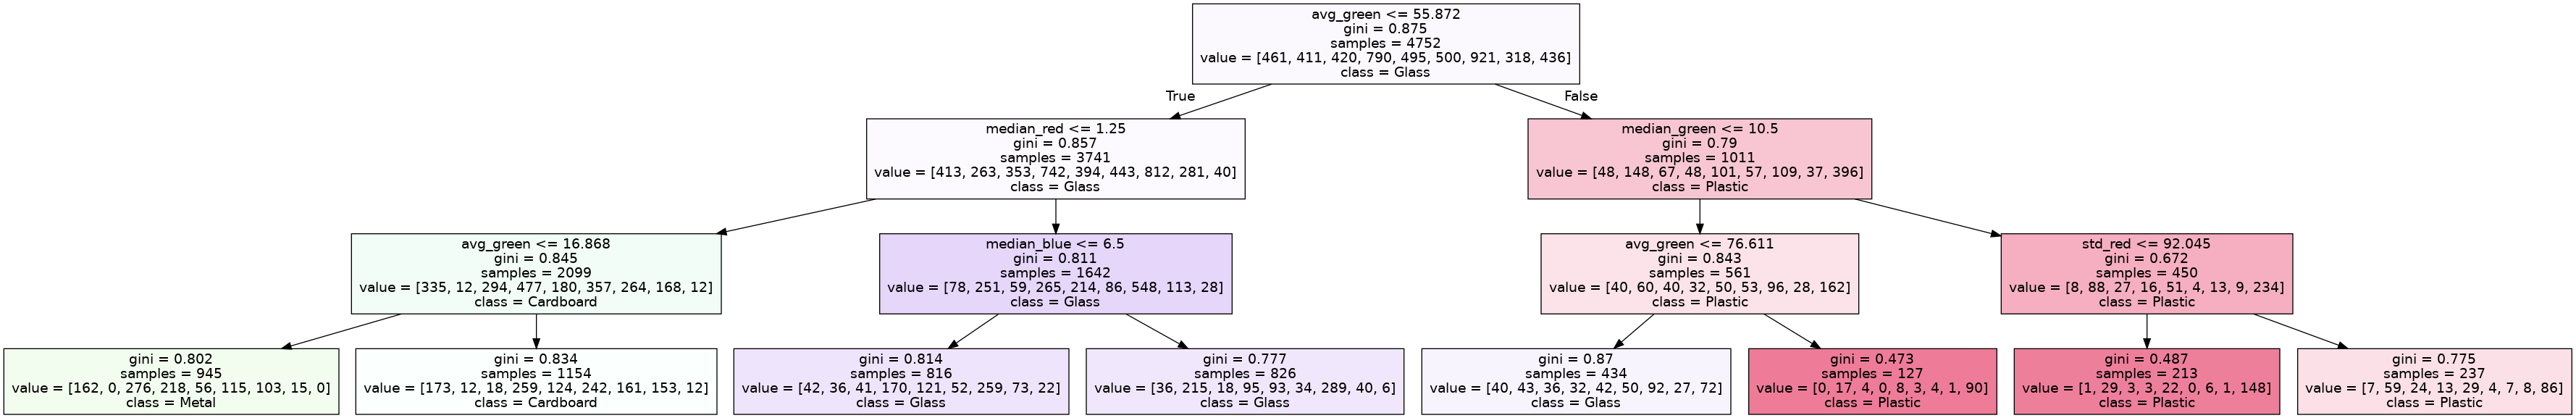 avg_green <= 55.872
gini = 0.875
samples = 4752
value = [461, 411, 420, 790, 495, 500, 921, 318, 436]
class = Glass
True
False
median_red <= 1.25
gini = 0.857
samples = 3741
value = [413, 263, 353, 742, 394, 443, 812, 281, 40]
class = Glass
median_green <= 10.5
gini = 0.79
samples = 1011
value = [48, 148, 67, 48, 101, 57, 109, 37, 396]
class = Plastic
avg_green <= 16.868
gini = 0.845
samples = 2099
value = [335, 12, 294, 477, 180, 357, 264, 168, 12]
class = Cardboard
median_blue <= 6.5
gini = 0.811
samples = 1642
value = [78, 251, 59, 265, 214, 86, 548, 113, 28]
class = Glass
avg_green <= 76.611
gini = 0.843
samples = 561
value = [40, 60, 40, 32, 50, 53, 96, 28, 162]
class = Plastic
std_red <= 92.045
gini = 0.672
samples = 450
value = [8, 88, 27, 16, 51, 4, 13, 9, 234]
class = Plastic
gini = 0.802
samples = 945
value = [162, 0, 276, 218, 56, 115, 103, 15, 0]
class = Metal
gini = 0.834
samples = 1154
value = [173, 12, 18, 259, 124, 242, 161, 153, 12]
class = Cardboard
gini = 0.814
samples = 816
value = [42, 36, 41, 170, 121, 52, 259, 73, 22]
class = Glass
gini = 0.777
samples = 826
value = [36, 215, 18, 95, 93, 34, 289, 40, 6]
class = Glass
gini = 0.87
samples = 434
value = [40, 43, 36, 32, 42, 50, 92, 27, 72]
class = Glass
gini = 0.473
samples = 127
value = [0, 17, 4, 0, 8, 3, 4, 1, 90]
class = Plastic
gini = 0.487
samples = 213
value = [1, 29, 3, 3, 22, 0, 6, 1, 148]
class = Plastic
gini = 0.775
samples = 237
value = [7, 59, 24, 13, 29, 4, 7, 8, 86]
class = Plastic